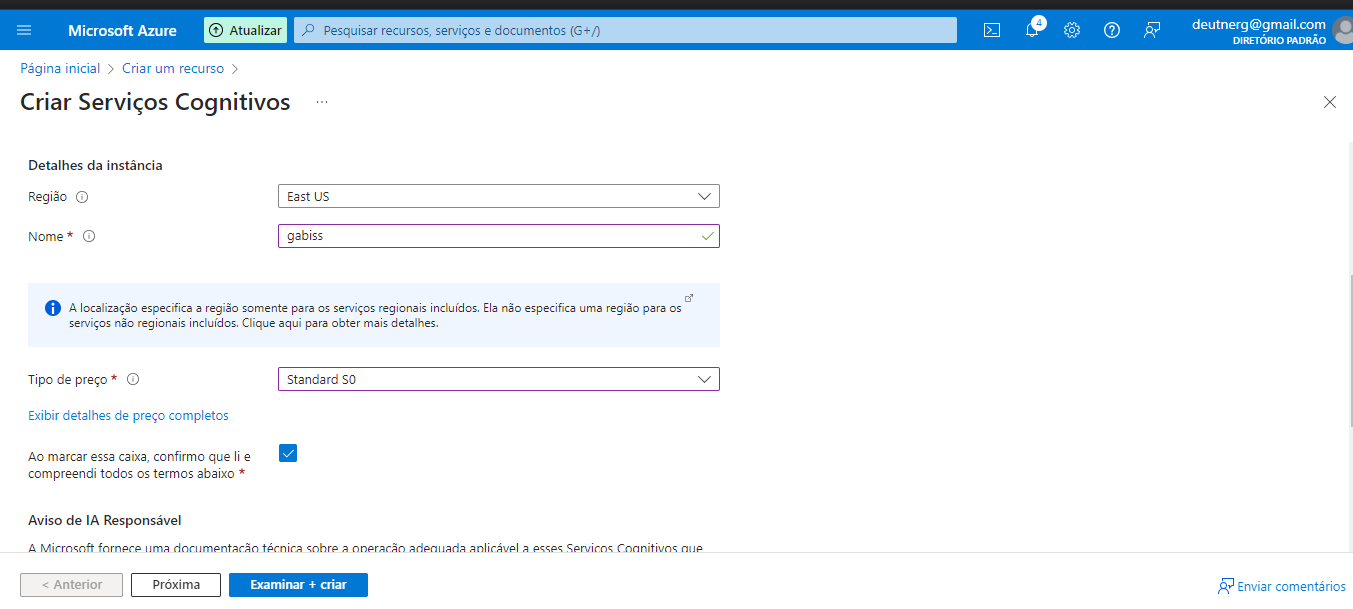 Microsoft Azure
Atualizar
Pesquisar recursos, serviços e documentos (G+/)
4
deutnerg@gmail.com
DIRETÓRIO PADRÃO
Página inicial > Criar um recurso >
Criar Serviços Cognitivos ...
Detalhes da instância
Região
East US
Nome *
gabiss
A localização especifica a região somente para os serviços regionais incluídos. Ela não especifica uma região para os
serviços não regionais incluídos. Clique aqui para obter mais detalhes.
Tipo de preço *
Standard S0
Exibir detalhes de preço completos
Ao marcar essa caixa, confirmo que li e
compreendi todos os termos abaixo *
Aviso de IA Responsável
A Microsoft fornece uma documentação técnica sobre a operação adequada aplicável a esses Serviços Cognitivos que
< Anterior
Próxima
Examinar + criar
Enviar comentários